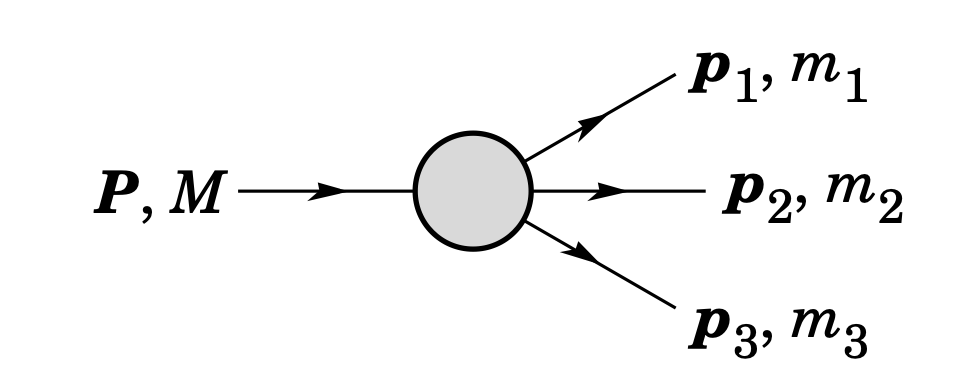 p₁, m₁
P, M
p₂, m₂
p₃, m₃